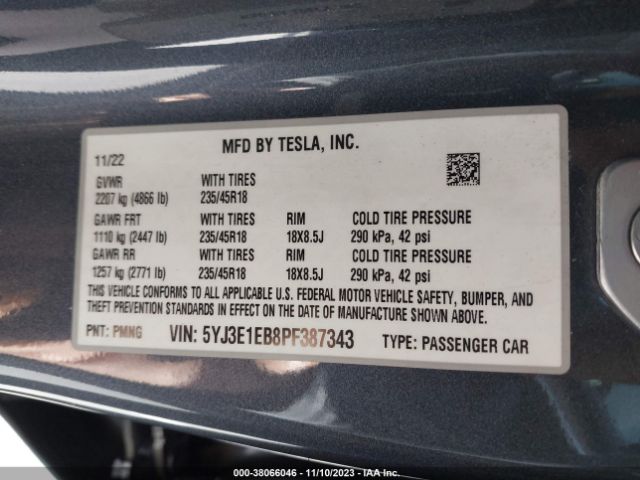 MFD BY TESLA, INC.
11/22
GVWR WITH TIRES
2207 kg (4866 lb) 235/45R18
GAWR FRT WITH TIRES RIM COLD TIRE PRESSURE
1110 kg (2447 lb) 235/45R18 18X8.5J 290 kPa, 42 psi
GAWR RR WITH TIRES RIM COLD TIRE PRESSURE
1257 kg (2771 lb) 235/45R18 18X8.5J 290 kPa, 42 psi
THIS VEHICLE CONFORMS TO ALL APPLICABLE U.S. FEDERAL MOTOR VEHICLE SAFETY, BUMPER, AND
THEFT PREVENTION STANDARDS IN EFFECT ON THE DATE OF MANUFACTURE SHOWN ABOVE.
PNT: PMNG VIN: 5YJ3E1EB8PF387343 TYPE: PASSENGER CAR
000-38066046 - 11/10/2023 - IAA Inc.